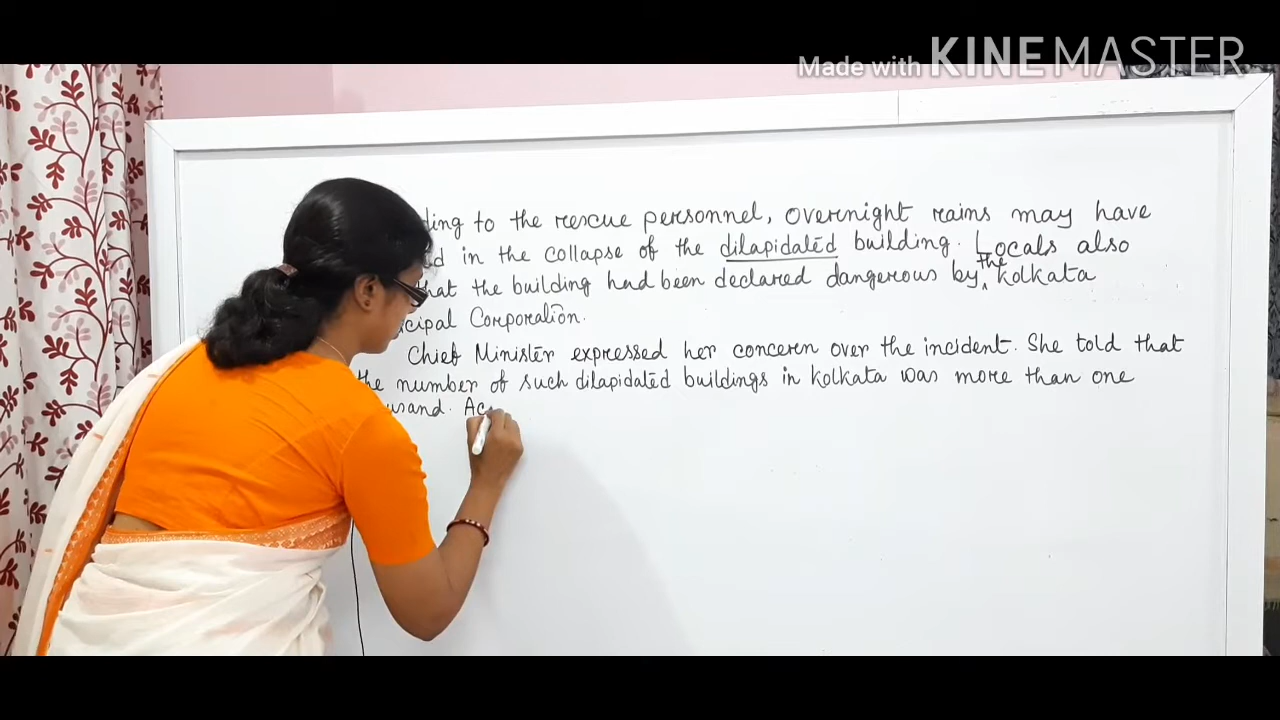 Made with KINEMASTER
ding to the rescue personnel, overnight rains may have
d in the collapse of the dilapidated building. Locals also
hat the building had been declared dangerous by the Kolkata
cipal Corporation.
Chief Minister expressed her concern over the incident. She told that
the number of such dilapidated buildings in Kolkata was more than one
usand. Ac